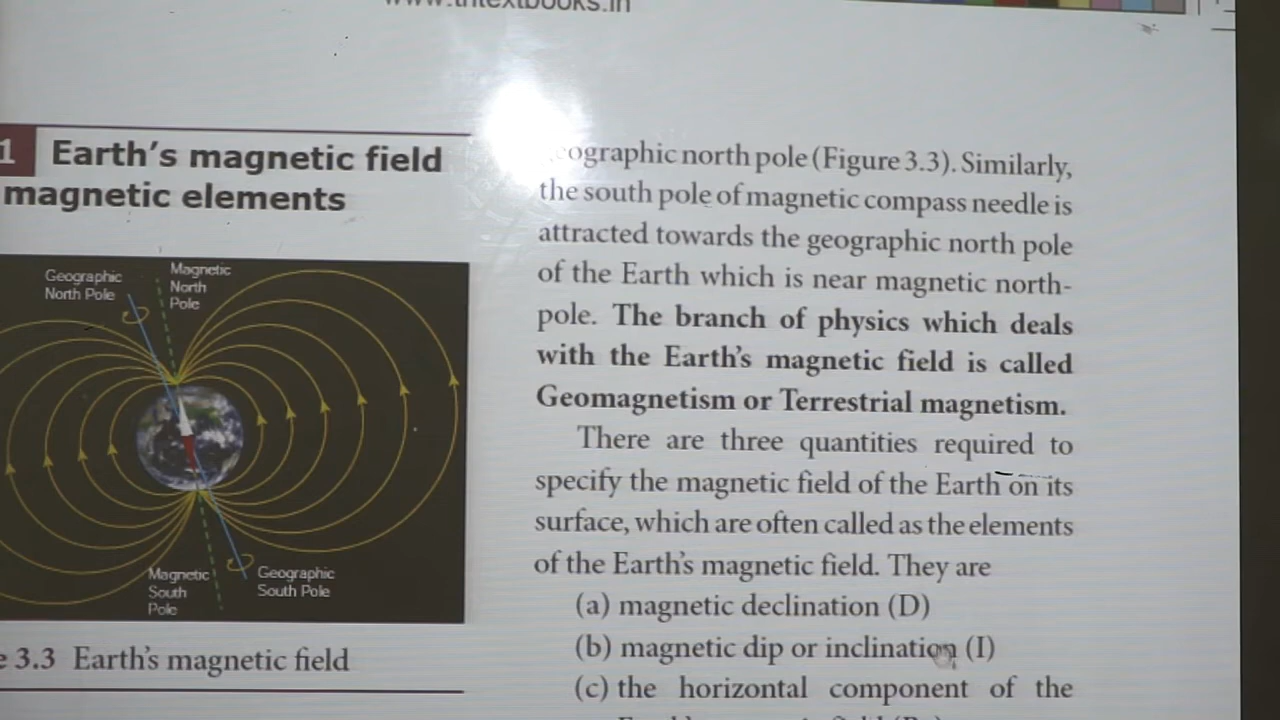 www.tntextbooks.in
1 Earth's magnetic field
magnetic elements
Geographic
North Pole
Magnetic
North
Pole
Magnetic
South
Pole
Geographic
South Pole
3.3 Earth's magnetic field
ographic north pole (Figure 3.3). Similarly,
the south pole of magnetic compass needle is
attracted towards the geographic north pole
of the Earth which is near magnetic north-
pole. The branch of physics which deals
with the Earth's magnetic field is called
Geomagnetism or Terrestrial magnetism.
There are three quantities required to
specify the magnetic field of the Earth on its
surface, which are often called as the elements
of the Earth's magnetic field. They are
(a) magnetic declination (D)
(b) magnetic dip or inclination (I)
(c) the horizontal component of the